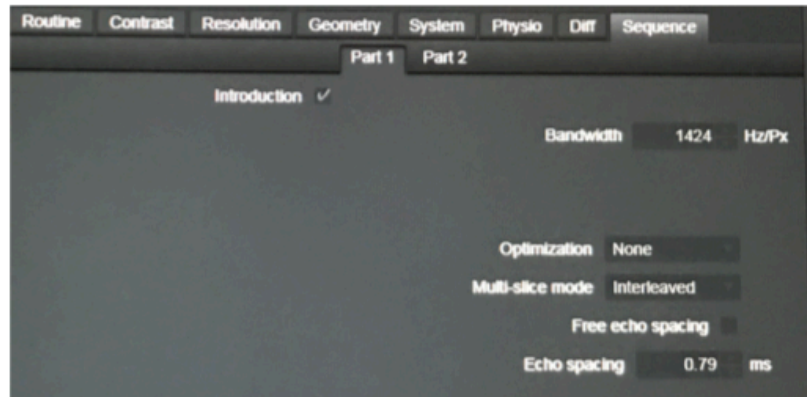 Routine Contrast Resolution Geometry System Physio Diff Sequence
Part 1 Part 2
Introduction
Bandwidth 1424 Hz/Px
Optimization None
Multi-slice mode Interleaved
Free echo spacing
Echo spacing 0.79 ms